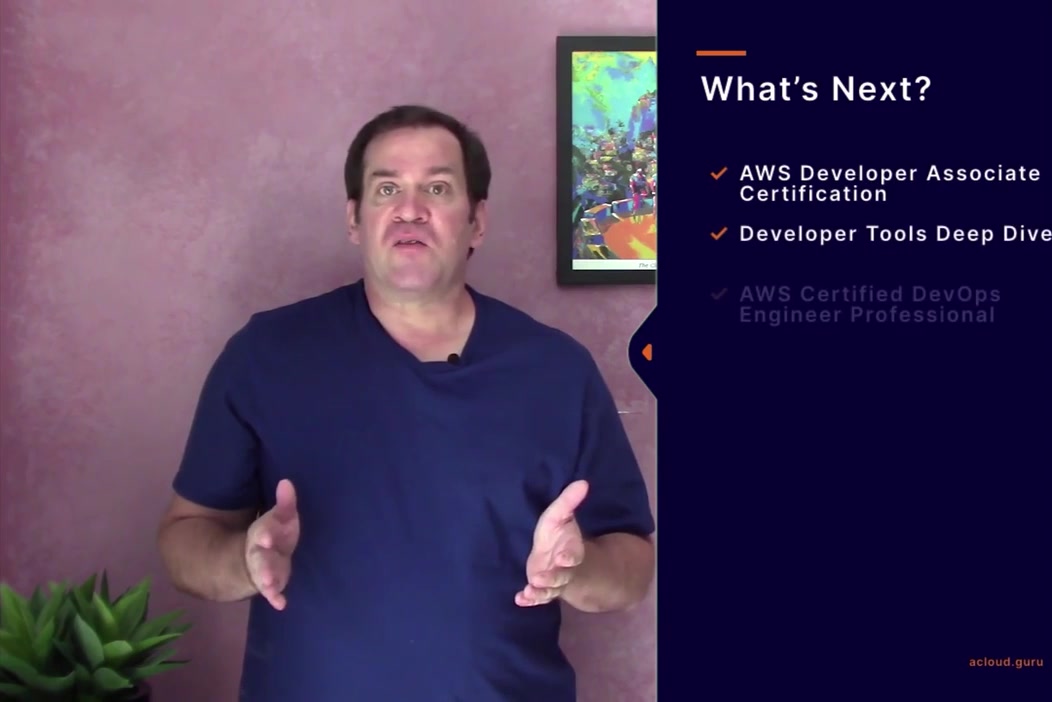 What's Next?
AWS Developer Associate
Certification
Developer Tools Deep Dive
AWS Certified DevOps
Engineer Professional
acloud.guru